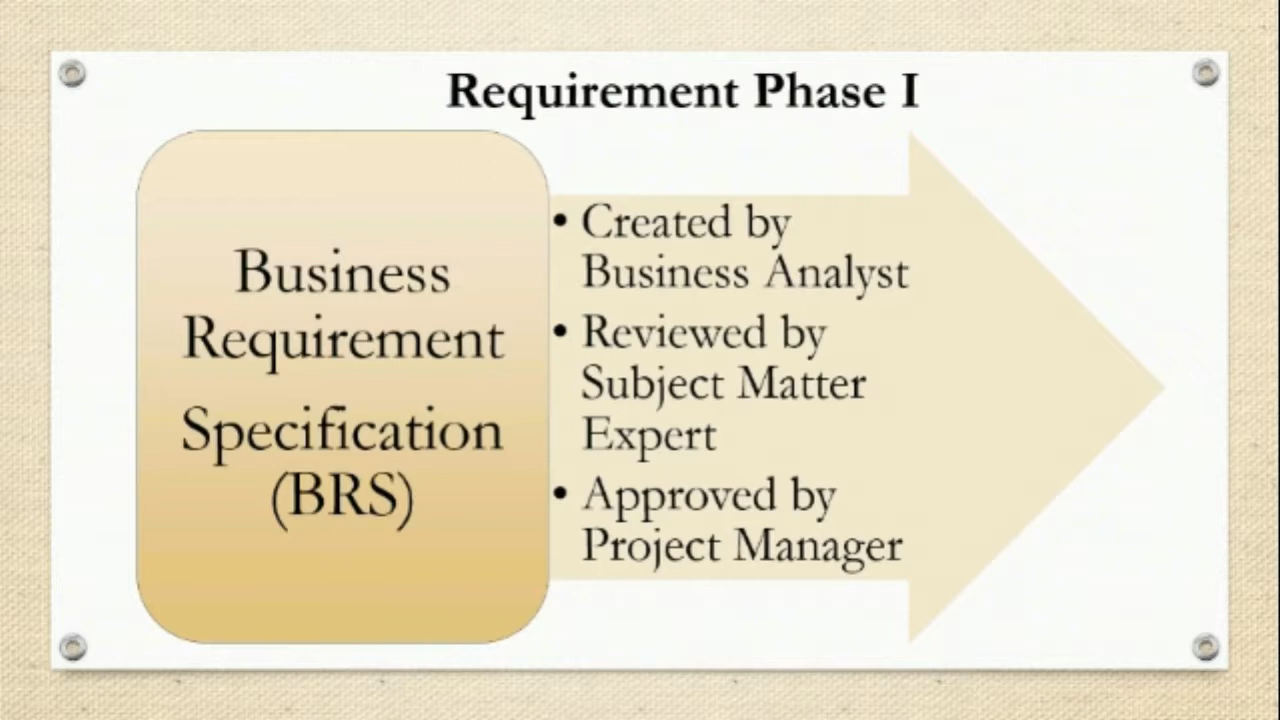 Requirement Phase I
Business
Requirement
Specification
(BRS)
• Created by
Business Analyst
• Reviewed by
Subject Matter
Expert
• Approved by
Project Manager